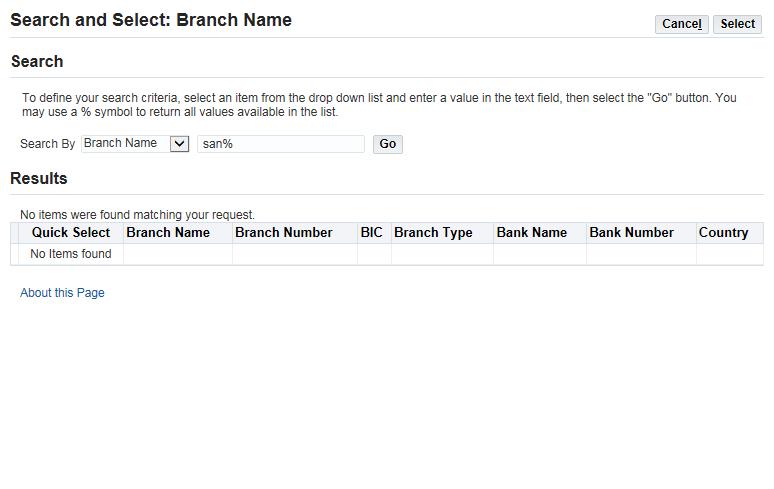 Search and Select: Branch Name
Cancel Select
Search
To define your search criteria, select an item from the drop down list and enter a value in the text field, then select the "Go" button. You
may use a % symbol to return all values available in the list.
Search By Branch Name san% Go
Results
No items were found matching your request.
Quick Select Branch Name Branch Number BIC Branch Type Bank Name Bank Number Country
No Items found
About this Page